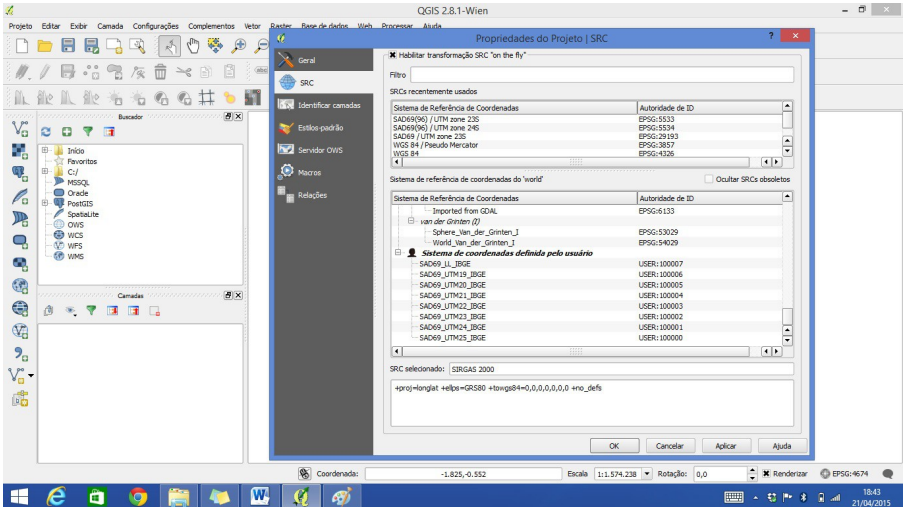 QGIS 2.8.1-Wien
Projeto Editar Exibir Camada Configurações Complementos Vetor Raster Base de dados Web Processar Ajuda
Propriedades do Projeto | SRC
Geral
SRC
Identificar camadas
Estilos-padrão
Servidor OWS
Macros
Relações
Habilitar transformação SRC "on the fly"
Filtro
SRCs recentemente usados
Sistema de Referência de Coordenadas Autoridade de ID
SAD69(96) / UTM zone 23S EPSG:5533
SAD69(96) / UTM zone 24S EPSG:5534
SAD69 / UTM zone 23S EPSG:29193
WGS 84 / Pseudo Mercator EPSG:3857
WGS 84 EPSG:4326
Sistema de referência de coordenadas do 'world' Ocultar SRCs obsoletos
Sistema de Referência de Coordenadas Autoridade de ID
Imported from GDAL EPSG:6133
van der Grinten (I)
Sphere_Van_der_Grinten_I EPSG:53029
World_Van_der_Grinten_I EPSG:54029
Sistema de coordenadas definida pelo usuário
SAD69_LL_IBGE USER:100007
SAD69_UTM19_IBGE USER:100006
SAD69_UTM20_IBGE USER:100005
SAD69_UTM21_IBGE USER:100004
SAD69_UTM22_IBGE USER:100003
SAD69_UTM23_IBGE USER:100002
SAD69_UTM24_IBGE USER:100001
SAD69_UTM25_IBGE USER:100000
SRC selecionado: SIRGAS 2000
+proj=longlat +ellps=GRS80 +towgs84=0,0,0,0,0,0,0 +no_defs
OK Cancelar Aplicar Ajuda
Buscador
Início
Favoritos
C:/
MSSQL
Oracle
PostGIS
SpatiaLite
OWS
WCS
WFS
WMS
Camadas
Coordenada: -1.825,-0.552 Escala 1:1.574.238 Rotação: 0,0 Renderizar EPSG:4674
18:43
21/04/2015